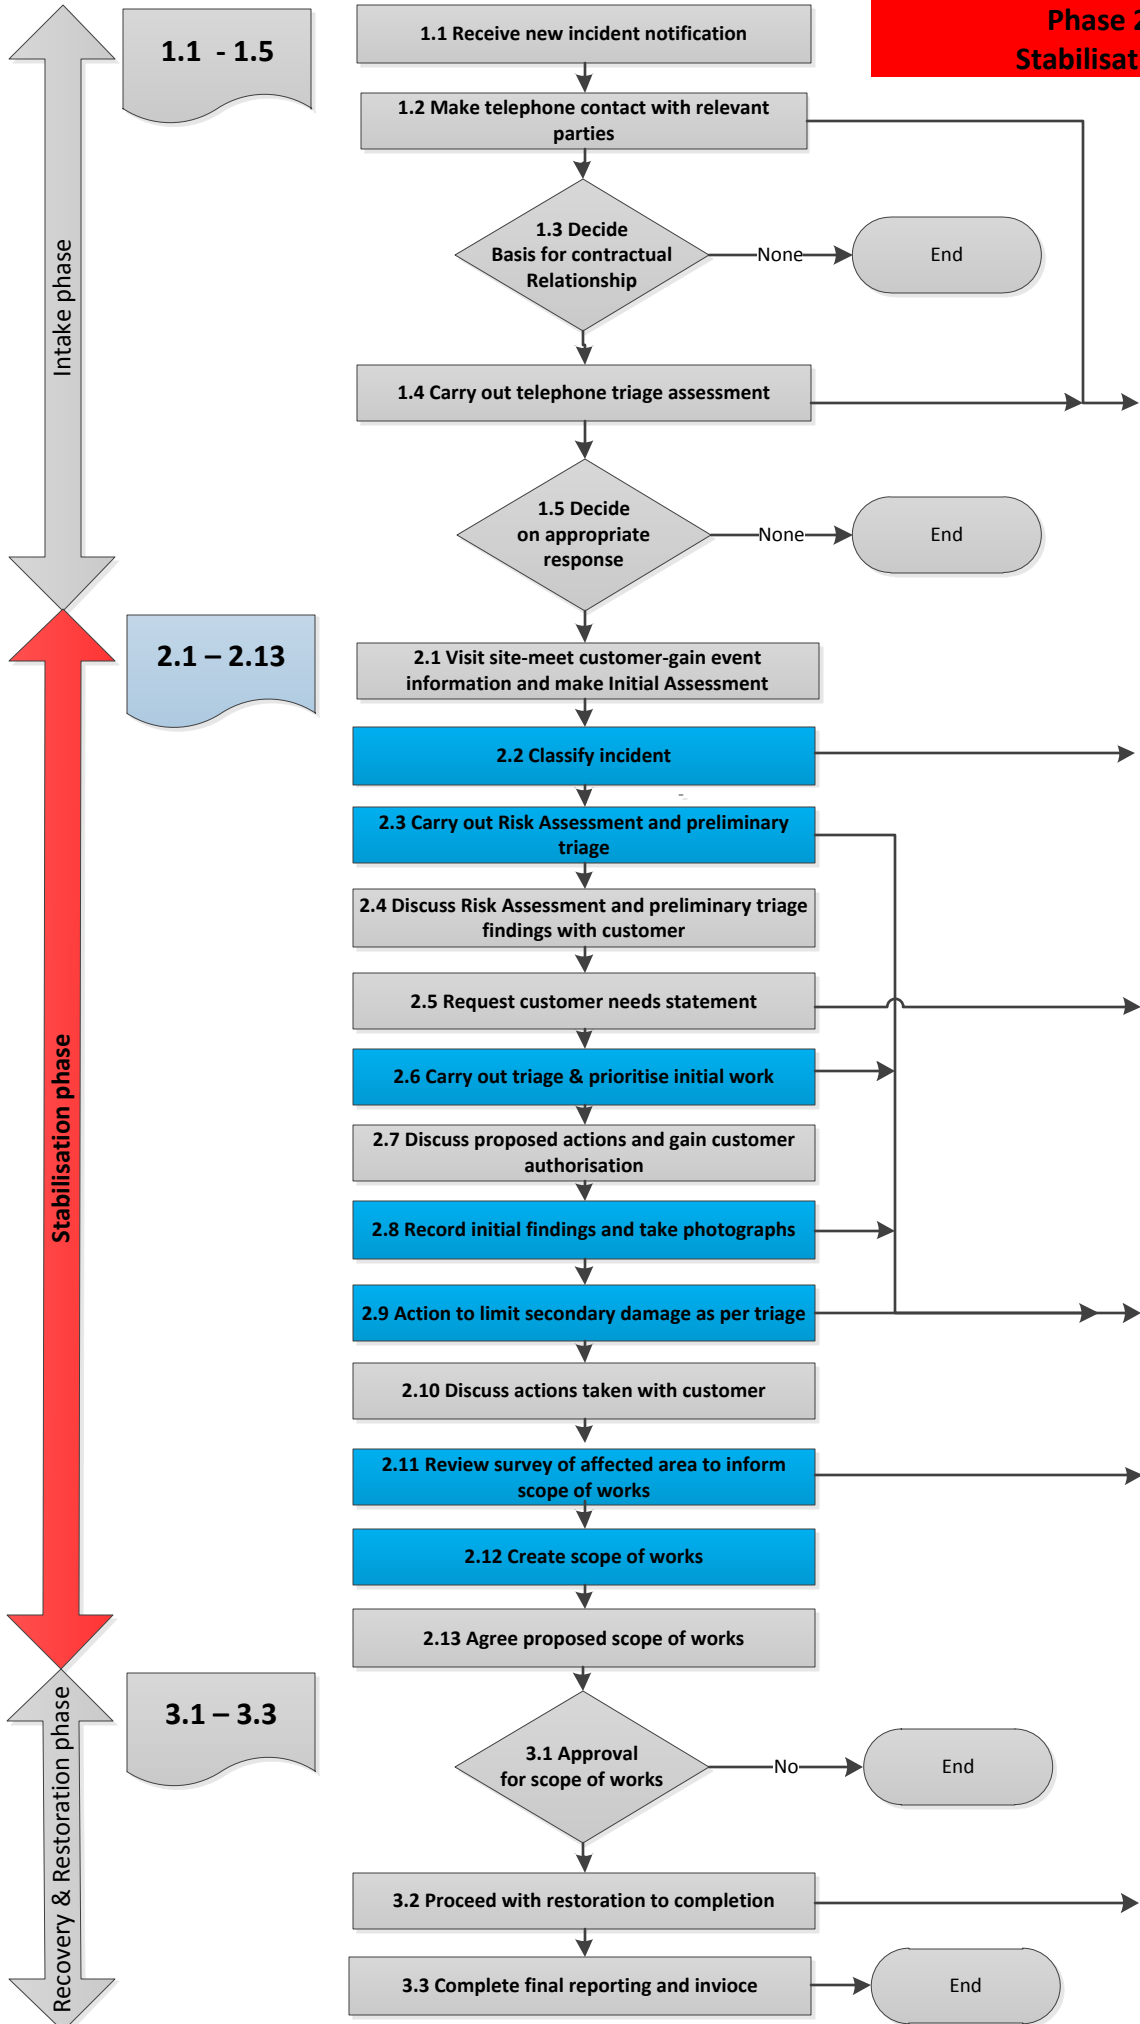 Phase 2
Stabilisat
1.1 - 1.5
1.1 Receive new incident notification
1.2 Make telephone contact with relevant
parties
1.3 Decide
Basis for contractual
Relationship
None
End
Intake phase
1.4 Carry out telephone triage assessment
1.5 Decide
on appropriate
response
None
End
2.1 – 2.13
2.1 Visit site-meet customer-gain event
information and make Initial Assessment
2.2 Classify incident
2.3 Carry out Risk Assessment and preliminary
triage
2.4 Discuss Risk Assessment and preliminary triage
findings with customer
2.5 Request customer needs statement
Stabilisation phase
2.6 Carry out triage & prioritise initial work
2.7 Discuss proposed actions and gain customer
authorisation
2.8 Record initial findings and take photographs
2.9 Action to limit secondary damage as per triage
2.10 Discuss actions taken with customer
2.11 Review survey of affected area to inform
scope of works
2.12 Create scope of works
2.13 Agree proposed scope of works
3.1 – 3.3
3.1 Approval
for scope of works
No
End
Recovery & Restoration phase
3.2 Proceed with restoration to completion
3.3 Complete final reporting and invioce
End